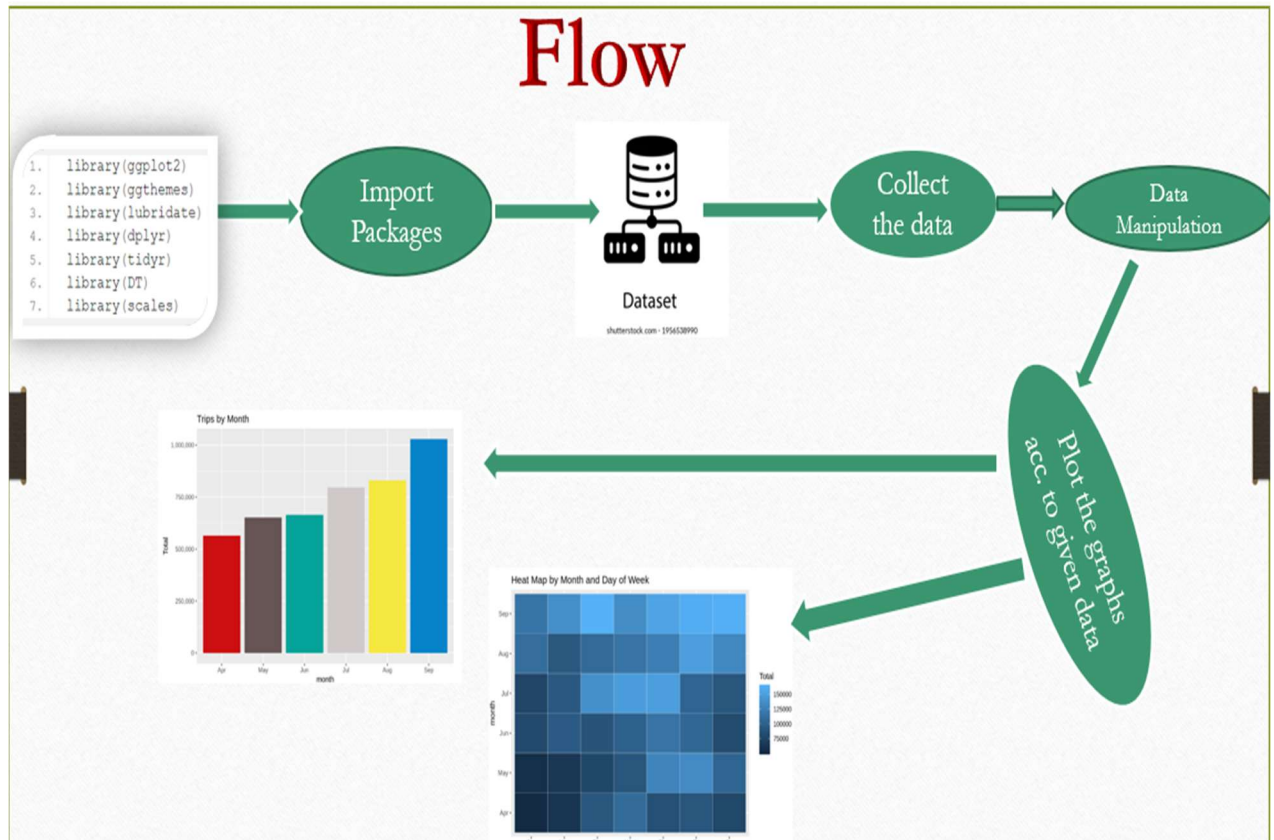 Flow
1. library(ggplot2)
2. library(ggthemes)
3. library(lubridate)
4. library(dplyr)
5. library(tidyr)
6. library(DT)
7. library(scales)
Import
Packages
Dataset
shutterstock.com · 1956538990
Collect
the data
Data
Manipulation
Plot the graphs
acc. to given data
Trips by Month
1,000,000
750,000
500,000
250,000
0
Total
Apr May Jun Jul Aug Sep
month
Heat Map by Month and Day of Week
Sep
Aug
Jul
Jun
May
Apr
month
Total
150000
125000
100000
75000